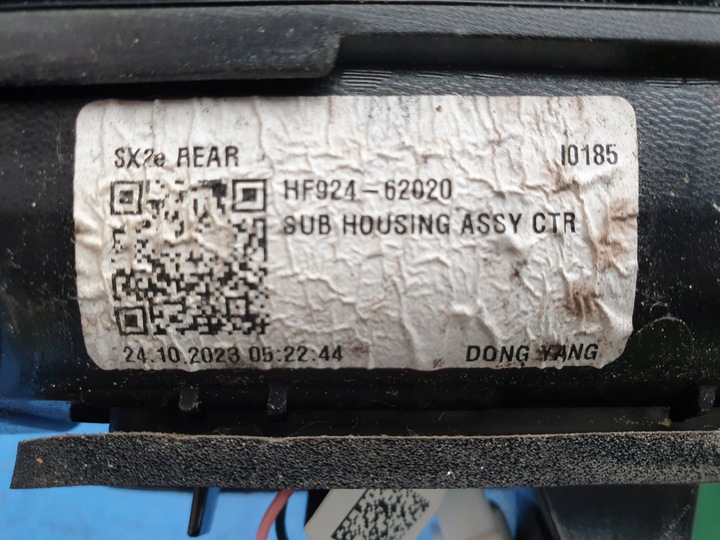 SX2e REAR
I0185
HF924-62020
SUB HOUSING ASSY CTR
24.10.2023 05:22:44
DONG YANG